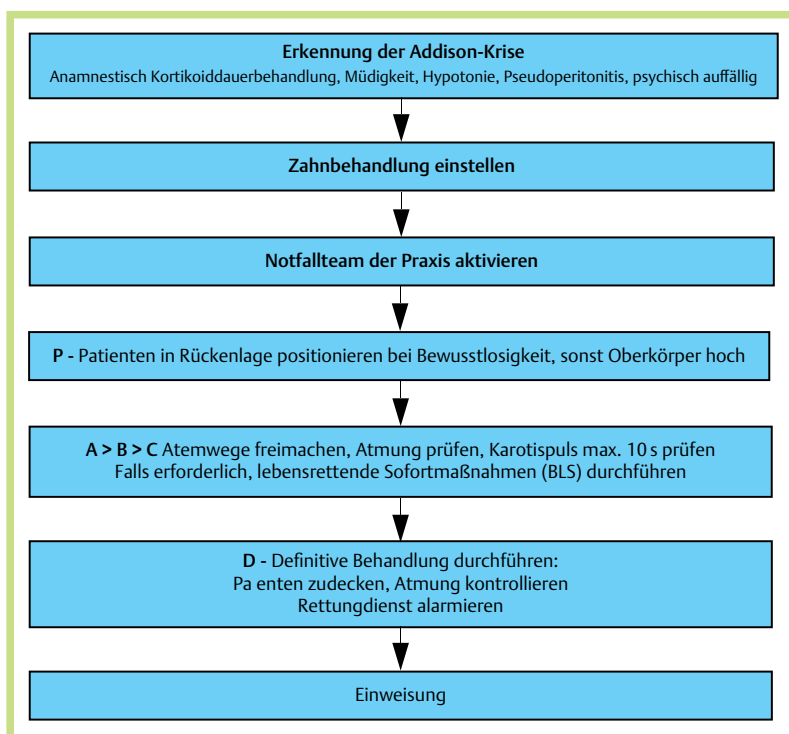 Erkennung der Addison-Krise
Anamnestisch Kortikoiddauerbehandlung, Müdigkeit, Hypotonie, Pseudoperitonitis, psychisch auffällig
Zahnbehandlung einstellen
Notfallteam der Praxis aktivieren
P - Patienten in Rückenlage positionieren bei Bewusstlosigkeit, sonst Oberkörper hoch
A > B > C Atemwege freimachen, Atmung prüfen, Karotispuls max. 10 s prüfen
Falls erforderlich, lebensrettende Sofortmaßnahmen (BLS) durchführen
D - Definitive Behandlung durchführen:
Pa enten zudecken, Atmung kontrollieren
Rettungdienst alarmieren
Einweisung